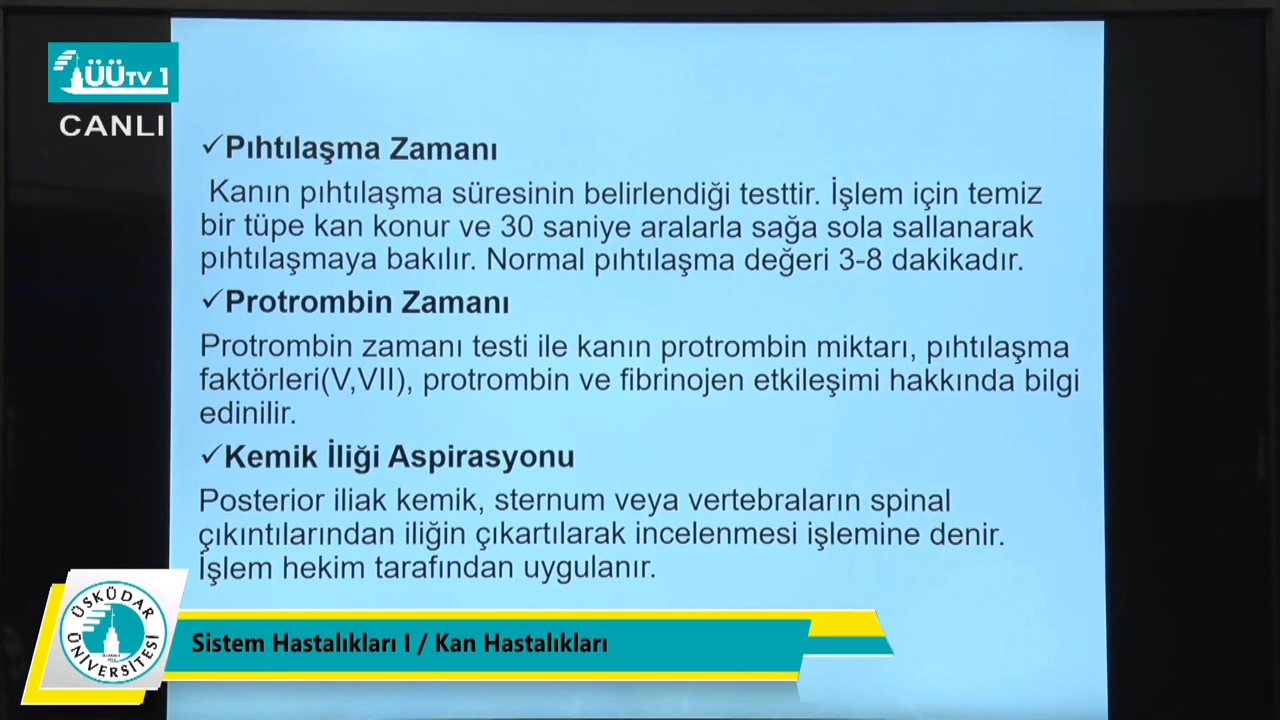 ÜÜTV 1
CANLI
✓Pıhtılaşma Zamanı
Kanın pıhtılaşma süresinin belirlendiği testtir. İşlem için temiz
bir tüpe kan konur ve 30 saniye aralarla sağa sola sallanarak
pıhtılaşmaya bakılır. Normal pıhtılaşma değeri 3-8 dakikadır.
✓Protrombin Zamanı
Protrombin zamanı testi ile kanın protrombin miktarı, pıhtılaşma
faktörleri(V,VII), protrombin ve fibrinojen etkileşimi hakkında bilgi
edinilir.
✓Kemik İliği Aspirasyonu
Posterior iliak kemik, sternum veya vertebraların spinal
çıkıntılarından iliğin çıkartılarak incelenmesi işlemine denir.
İşlem hekim tarafından uygulanır.
ÜSKÜDAR
ÜNİVERSİTESİ
Sistem Hastalıkları I / Kan Hastalıkları